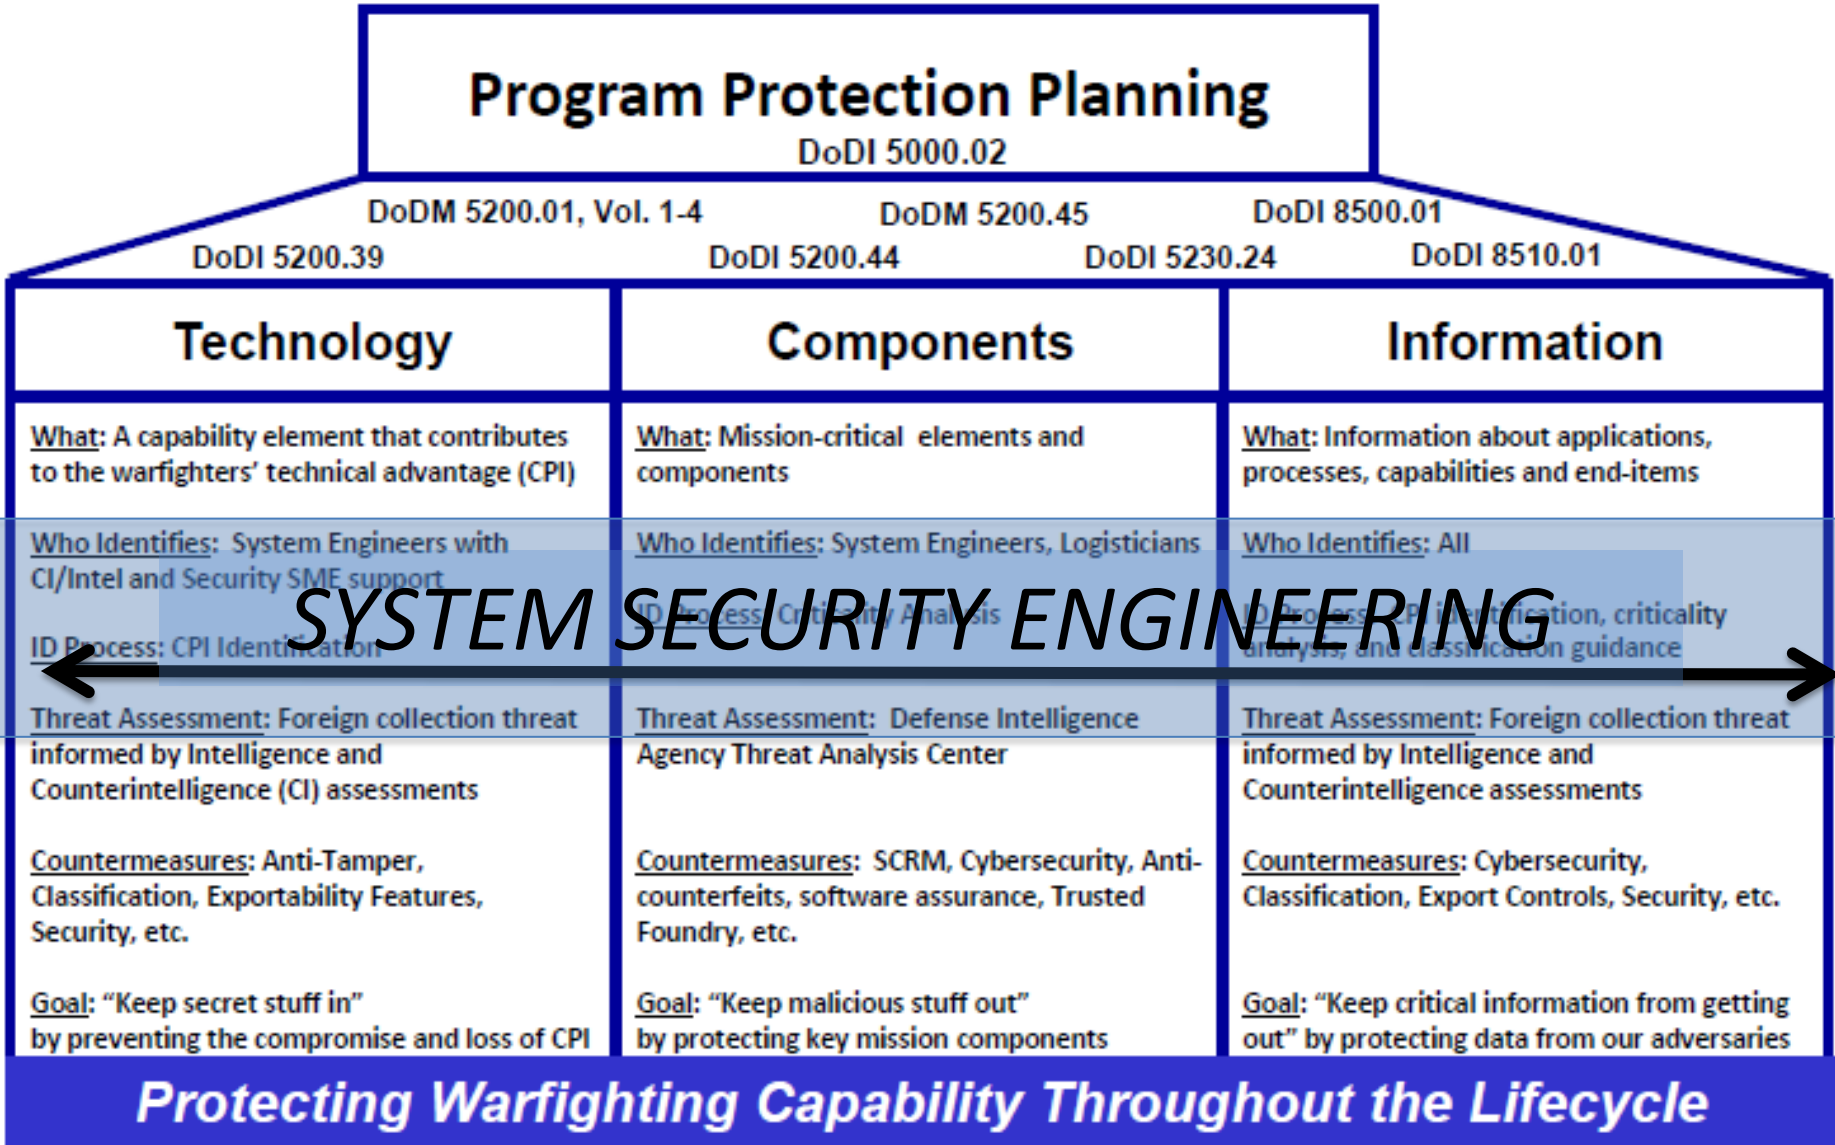 Program Protection Planning
DoDI 5000.02
DoDM 5200.01, Vol. 1-4
DoDM 5200.45
DoDI 8500.01
DoDI 5200.39
DoDI 5200.44
DoDI 5230.24
DoDI 8510.01
Technology
What: A capability element that contributes
to the warfighters' technical advantage (CPI)
Who Identifies: System Engineers with
CI/Intel and Security SME support
ID Process: CPI Identification
Threat Assessment: Foreign collection threat
informed by Intelligence and
Counterintelligence (CI) assessments
Countermeasures: Anti-Tamper,
Classification, Exportability Features,
Security, etc.
Goal: “Keep secret stuff in”
by preventing the compromise and loss of CPI
Components
What: Mission-critical elements and
components
Who Identifies: System Engineers, Logisticians
ID Process: Criticality Analysis
Threat Assessment: Defense Intelligence
Agency Threat Analysis Center
Countermeasures: SCRM, Cybersecurity, Anti-
counterfeits, software assurance, Trusted
Foundry, etc.
Goal: “Keep malicious stuff out”
by protecting key mission components
Information
What: Information about applications,
processes, capabilities and end-items
Who Identifies: All
ID Process: CPI identification, criticality
analysis, and classification guidance
Threat Assessment: Foreign collection threat
informed by Intelligence and
Counterintelligence assessments
Countermeasures: Cybersecurity,
Classification, Export Controls, Security, etc.
Goal: “Keep critical information from getting
out” by protecting data from our adversaries
SYSTEM SECURITY ENGINEERING
Protecting Warfighting Capability Throughout the Lifecycle